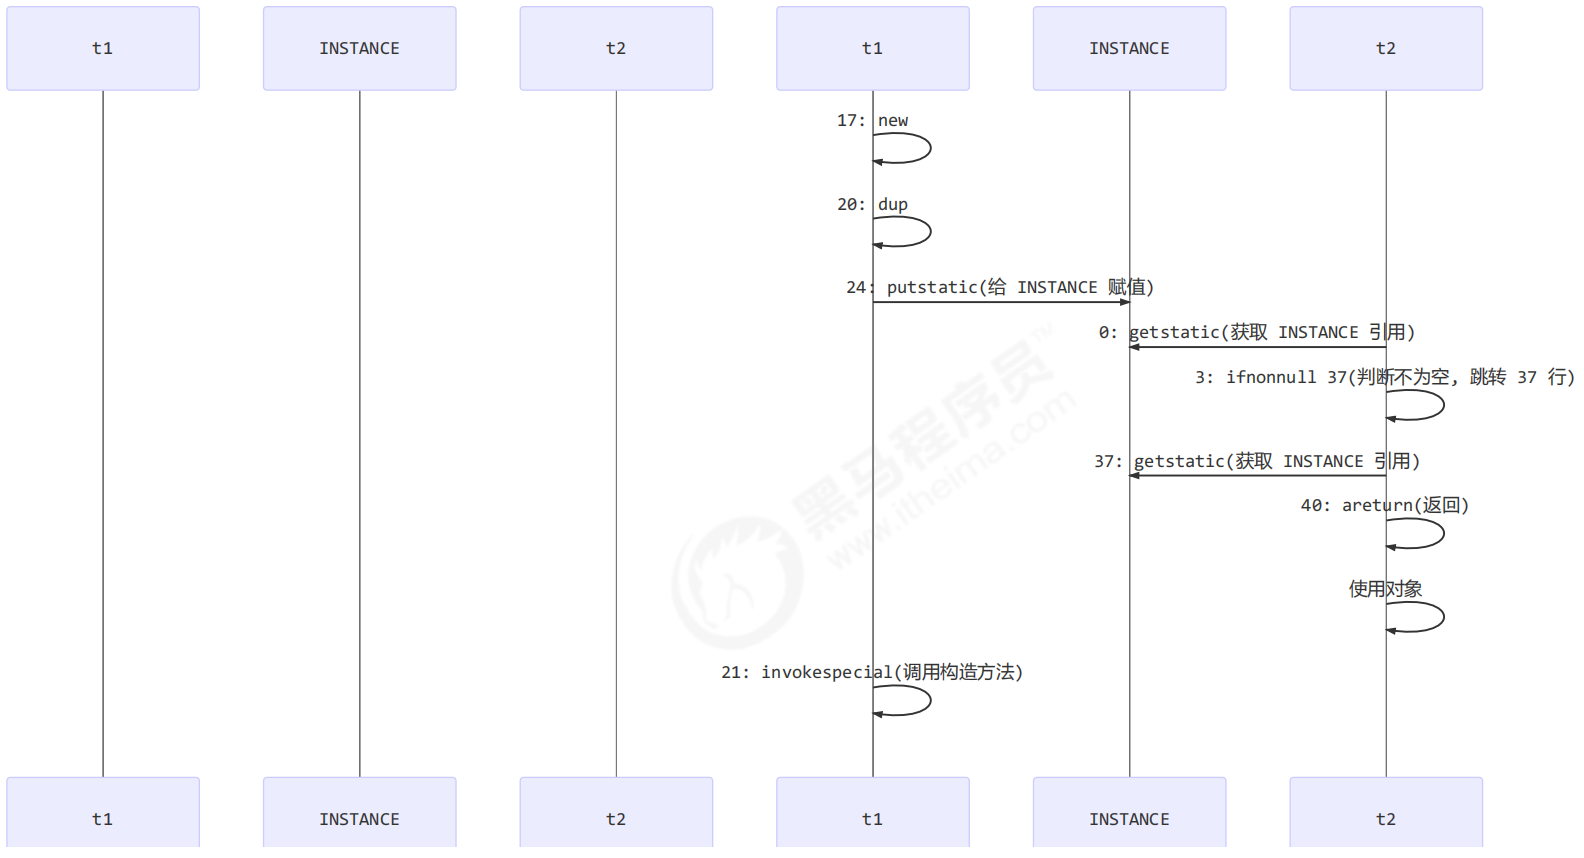 t1 INSTANCE t2 t1 INSTANCE t2
17: new
20: dup
24: putstatic(给 INSTANCE 赋值)
0: getstatic(获取 INSTANCE 引用)
3: ifnonnull 37(判断不为空, 跳转 37 行)
37: getstatic(获取 INSTANCE 引用)
40: areturn(返回)
使用对象
21: invokespecial(调用构造方法)
黑马程序员™
www.itheima.com
t1 INSTANCE t2 t1 INSTANCE t2